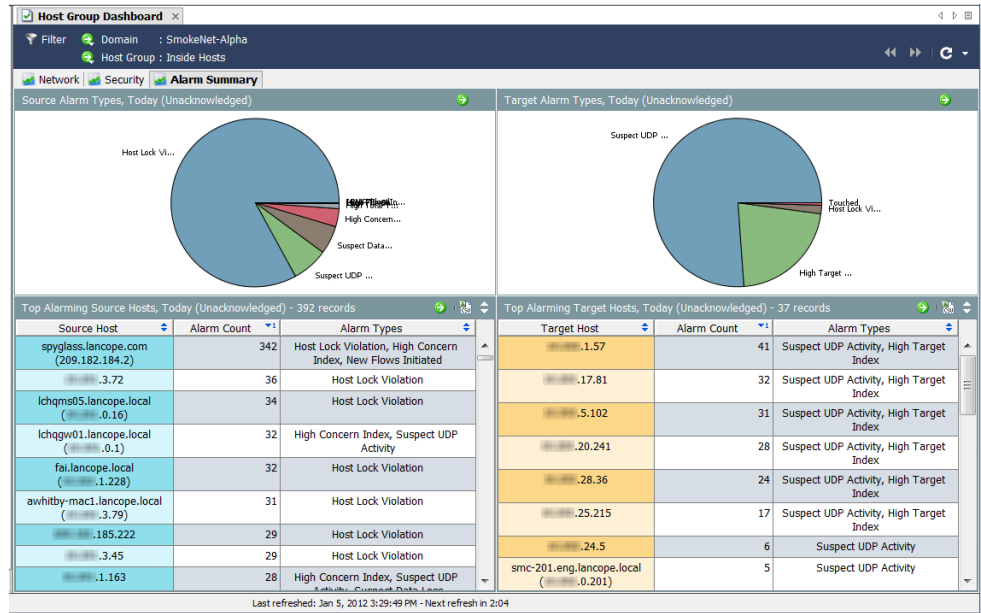 Host Group Dashboard
Filter Domain : SmokeNet-Alpha
Host Group : Inside Hosts
Network Security Alarm Summary
Source Alarm Types, Today (Unacknowledged)
Host Lock Vi...
High Concern...
Suspect Data...
Suspect UDP ...
Target Alarm Types, Today (Unacknowledged)
Suspect UDP ...
Touched
Host Lock Vi...
High Target ...
Top Alarming Source Hosts, Today (Unacknowledged) - 392 records
Source Host Alarm Count 1 Alarm Types
spyglass.lancope.com 342 Host Lock Violation, High Concern
(209.182.184.2) Index, New Flows Initiated
.3.72 36 Host Lock Violation
lchqms05.lancope.local 34 Host Lock Violation
( .0.16)
lchqgw01.lancope.local 32 High Concern Index, Suspect UDP
( .0.1) Activity
fai.lancope.local 32 Host Lock Violation
( .1.228)
awhitby-mac1.lancope.local 31 Host Lock Violation
( .3.79)
.185.222 29 Host Lock Violation
.3.45 29 Host Lock Violation
.1.163 28 High Concern Index, Suspect UDP
Activity, Suspect Data Loss
Top Alarming Target Hosts, Today (Unacknowledged) - 37 records
Target Host Alarm Count 1 Alarm Types
.1.57 41 Suspect UDP Activity, High Target
Index
.17.81 32 Suspect UDP Activity, High Target
Index
.5.102 31 Suspect UDP Activity, High Target
Index
.20.241 28 Suspect UDP Activity, High Target
Index
.28.36 24 Suspect UDP Activity, High Target
Index
.25.215 17 Suspect UDP Activity, High Target
Index
.24.5 6 Suspect UDP Activity
smc-201.eng.lancope.local 5 Suspect UDP Activity
( .0.201)
Last refreshed: Jan 5, 2012 3:29:49 PM - Next refresh in 2:04